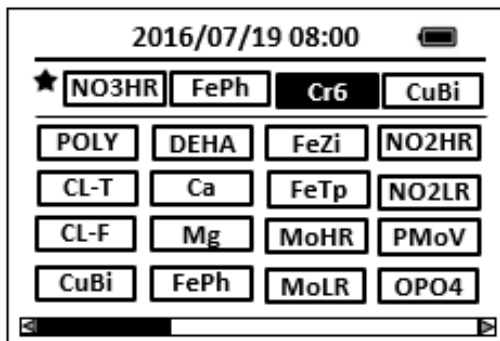 2016/07/19 08:00
NO3HR FePh Cr6 CuBi
POLY DEHA FeZi NO2HR
CL-T Ca FeTp NO2LR
CL-F Mg MoHR PMoV
CuBi FePh MoLR OPO4